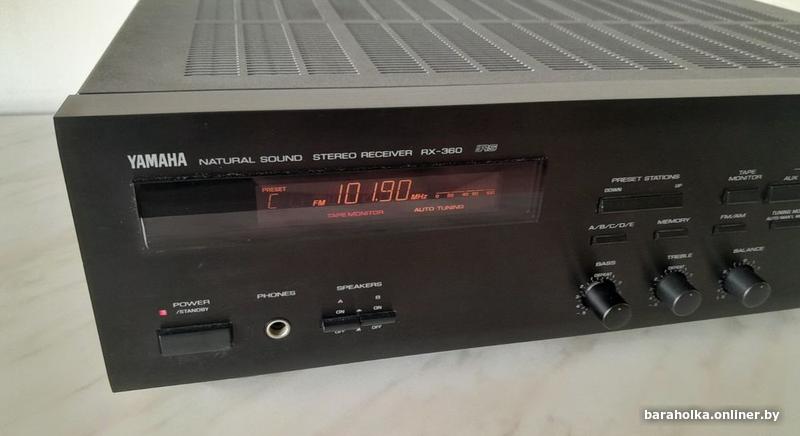 YAMAHA NATURAL SOUND STEREO RECEIVER RX-360 RS
PRESET
C
FM 101.90 MHz
TAPE MONITOR AUTO TUNING
PRESET STATIONS
DOWN UP
TAPE
MONITOR
AUX
A/B/C/D/E MEMORY FM/AM
BASS TREBLE BALANCE
POWER
/STANDBY
PHONES
SPEAKERS
A B
ON ON
OFF OFF
baraholka.onliner.by